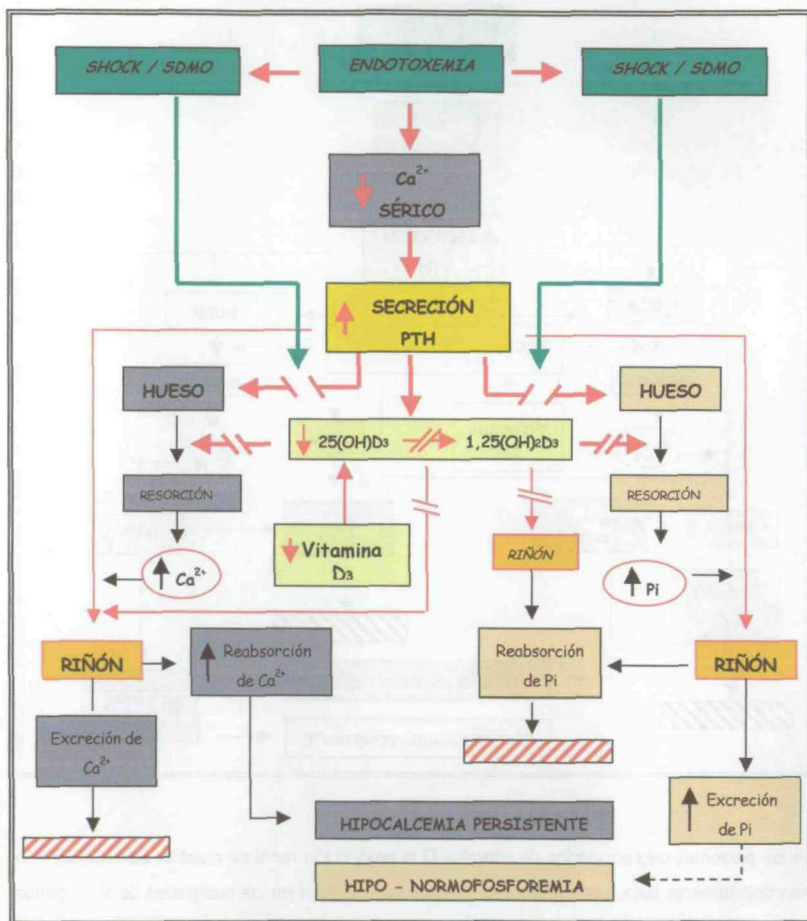 SHOCK / SDMO
ENDOTOXEMIA
SHOCK / SDMO
Ca²⁺
SÉRICO
SECRECIÓN
PTH
HUESO
HUESO
25(OH)D₃
1,25(OH)₂D₃
RESORCIÓN
RESORCIÓN
Vitamina
D₃
RIÑÓN
Ca²⁺
Pi
RIÑÓN
Reabsorción
de Ca²⁺
Reabsorción
de Pi
RIÑÓN
Excreción de
Ca²⁺
Excreción
de Pi
HIPOCALCEMIA PERSISTENTE
HIPO - NORMOFOSFOREMIA